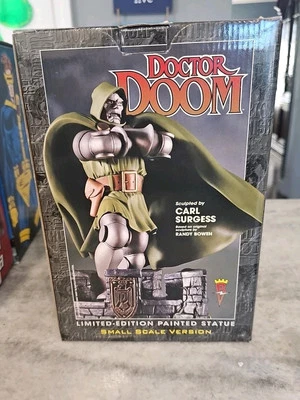 DOCTOR
DOOM
Sculpted by
CARL
SURGESS
Based on original
sculpture by
RANDY BOWEN
LIMITED-EDITION PAINTED STATUE
SMALL SCALE VERSION